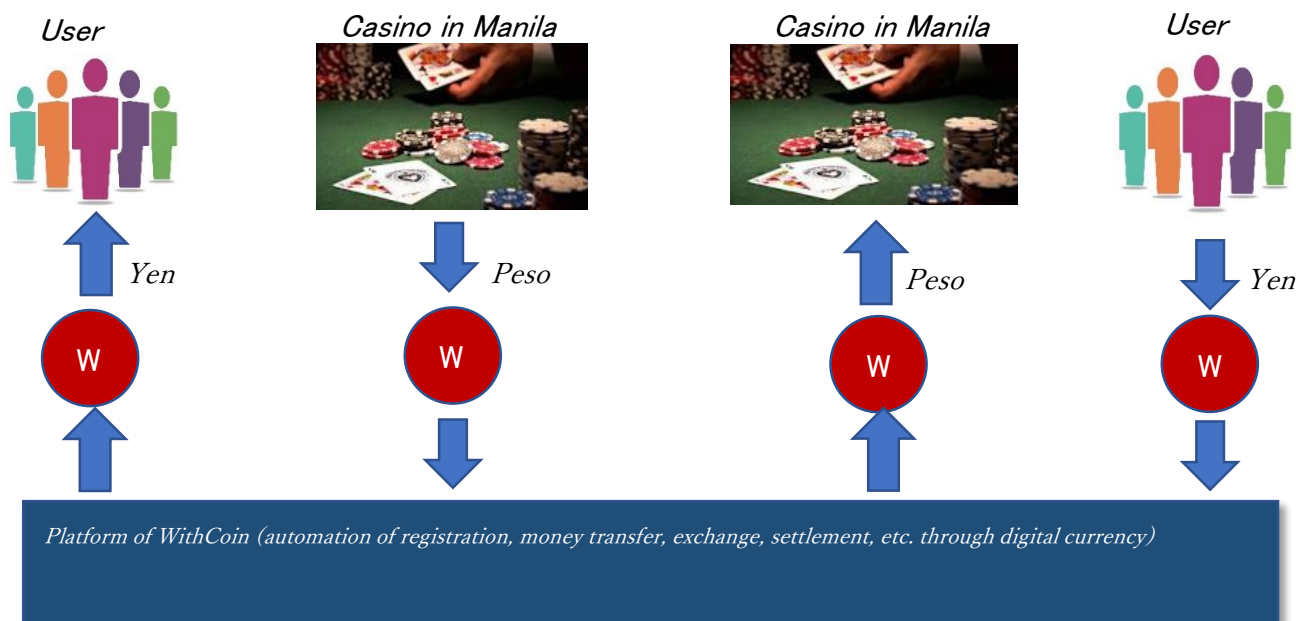 User
Casino in Manila
Casino in Manila
User
Yen
Peso
Peso
Yen
W
W
W
W
Platform of WithCoin (automation of registration, money transfer, exchange, settlement, etc. through digital currency)